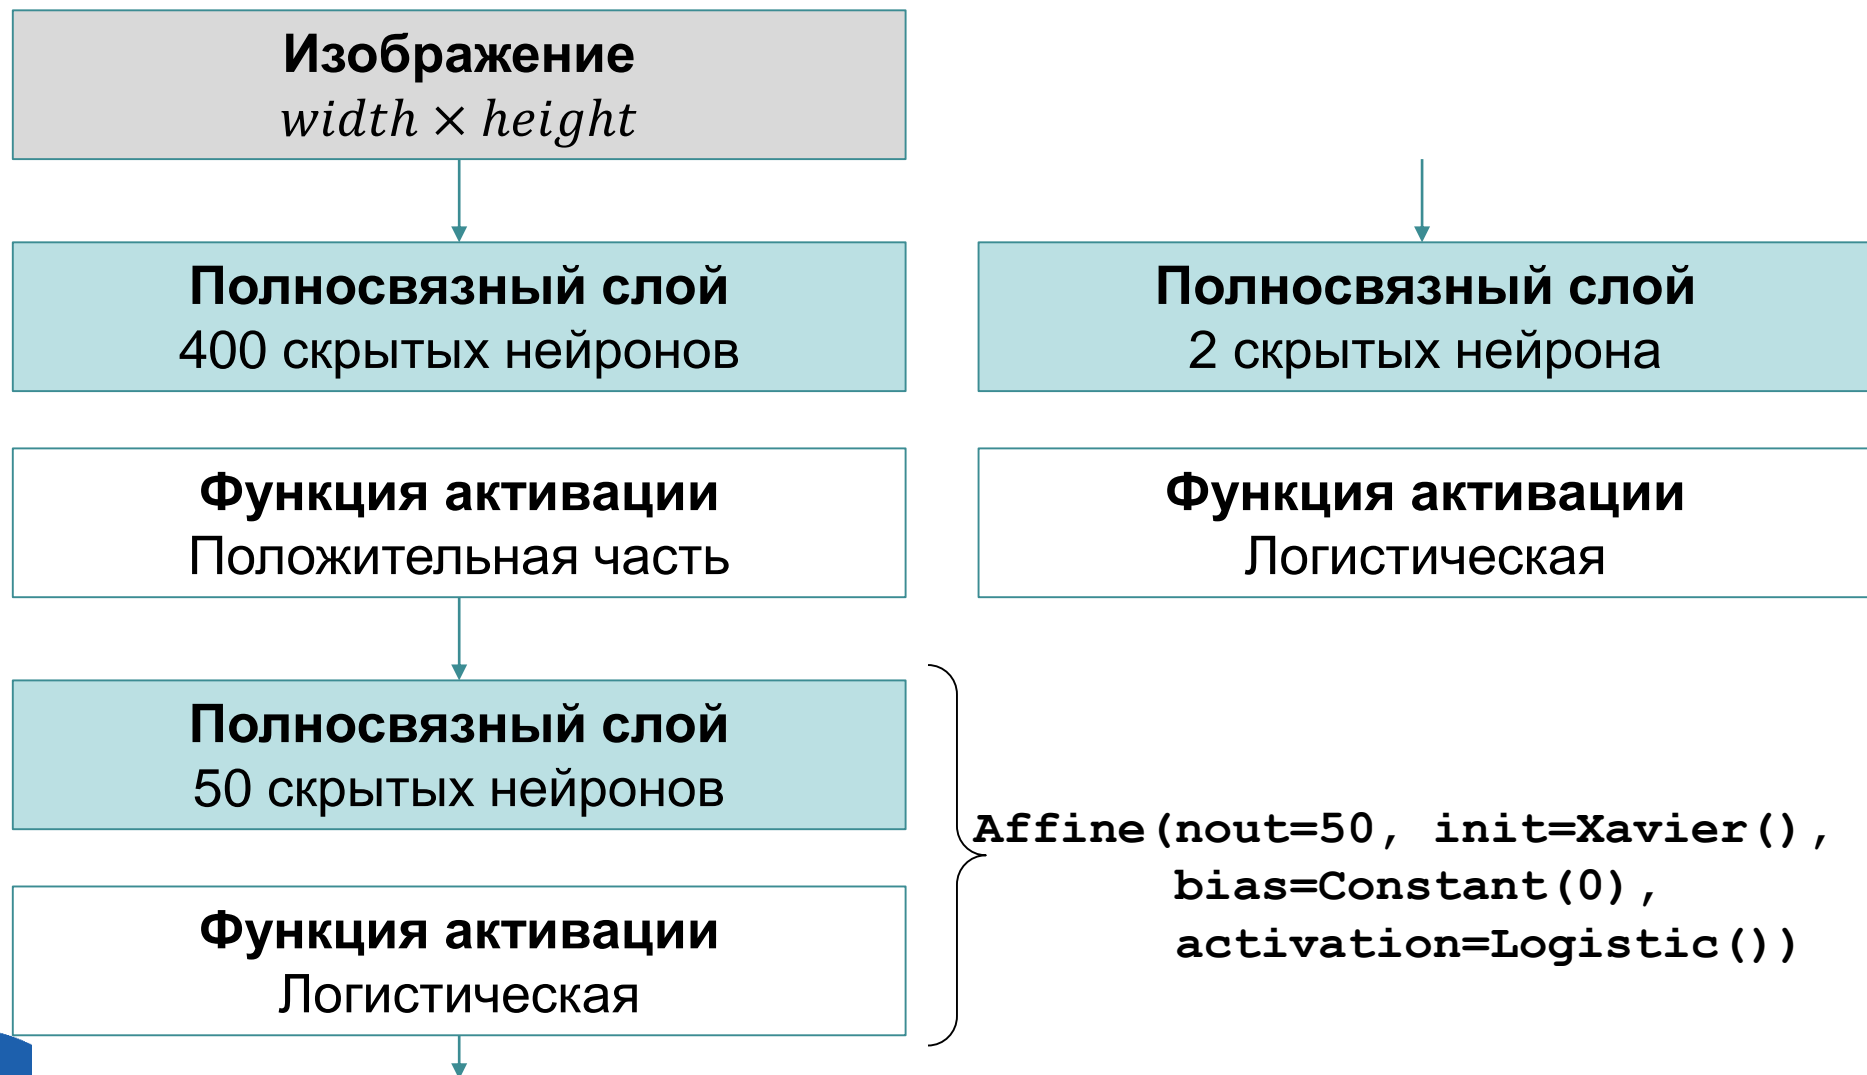 Изображение
width × height
Полносвязный слой
400 скрытых нейронов
Функция активации
Положительная часть
Полносвязный слой
50 скрытых нейронов
Функция активации
Логистическая
Полносвязный слой
2 скрытых нейрона
Функция активации
Логистическая
Affine(nout=50, init=Xavier(),
bias=Constant(0),
activation=Logistic())